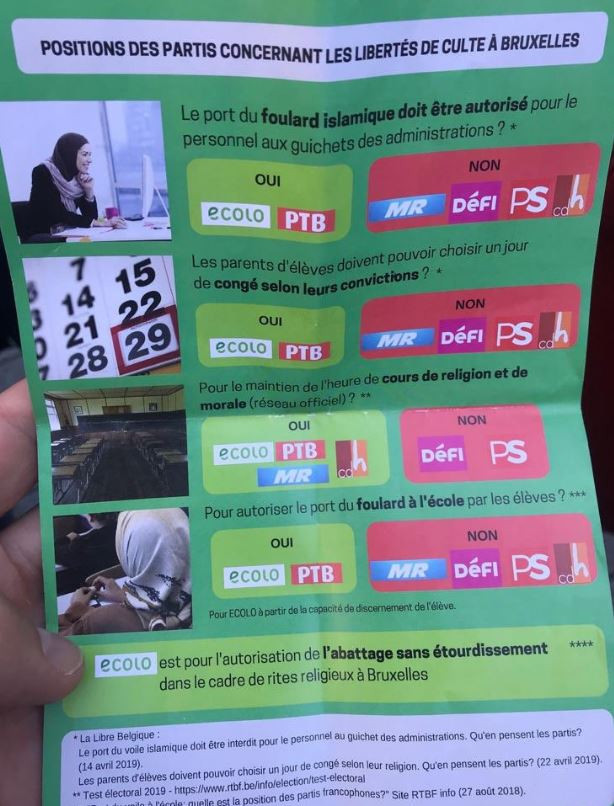 POSITIONS DES PARTIS CONCERNANT LES LIBERTÉS DE CULTE À BRUXELLES
Le port du foulard islamique doit être autorisé pour le
personnel aux guichets des administrations ? *
OUI
ecolo PTB
NON
MR DéFI PS cdh
7 15
14 22
21 29
28
Les parents d'élèves doivent pouvoir choisir un jour
de congé selon leurs convictions ? *
OUI
ecolo PTB
NON
MR DéFI PS cdh
Pour le maintien de l'heure de cours de religion et de
morale (réseau officiel) ? **
OUI
ecolo PTB
MR cdh
NON
DéFI PS
Pour autoriser le port du foulard à l'école par les élèves ? ***
OUI
ecolo PTB
NON
MR DéFI PS cdh
Pour ECOLO à partir de la capacité de discernement de l'élève.
ecolo est pour l'autorisation de l'abattage sans étourdissement ****
dans le cadre de rites religieux à Bruxelles
* La Libre Belgique :
Le port du voile islamique doit être interdit pour le personnel au guichet des administrations. Qu'en pensent les partis?
(14 avril 2019).
Les parents d'élèves doivent pouvoir choisir un jour de congé selon leur religion. Qu'en pensent les partis? (22 avril 2019).
** Test électoral 2019 - https://www.rtbf.be/info/election/test-electoral
voile à l'école: quelle est la position des partis francophones?" Site RTBF info (27 août 2018).